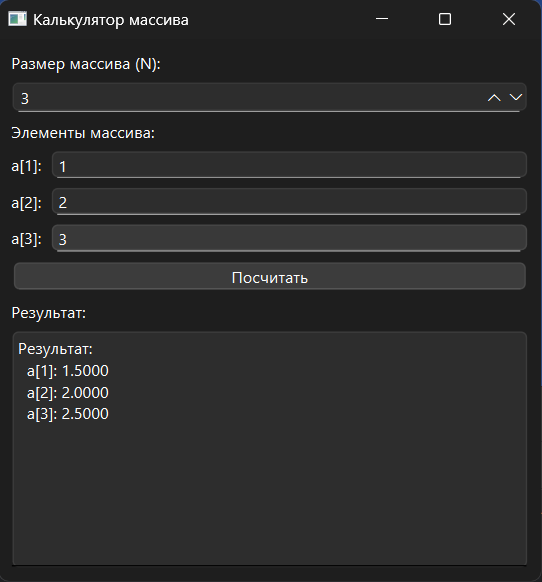 Калькулятор массива
Размер массива (N):
3
Элементы массива:
a[1]: 1
a[2]: 2
a[3]: 3
Посчитать
Результат:
Результат:
a[1]: 1.5000
a[2]: 2.0000
a[3]: 2.5000